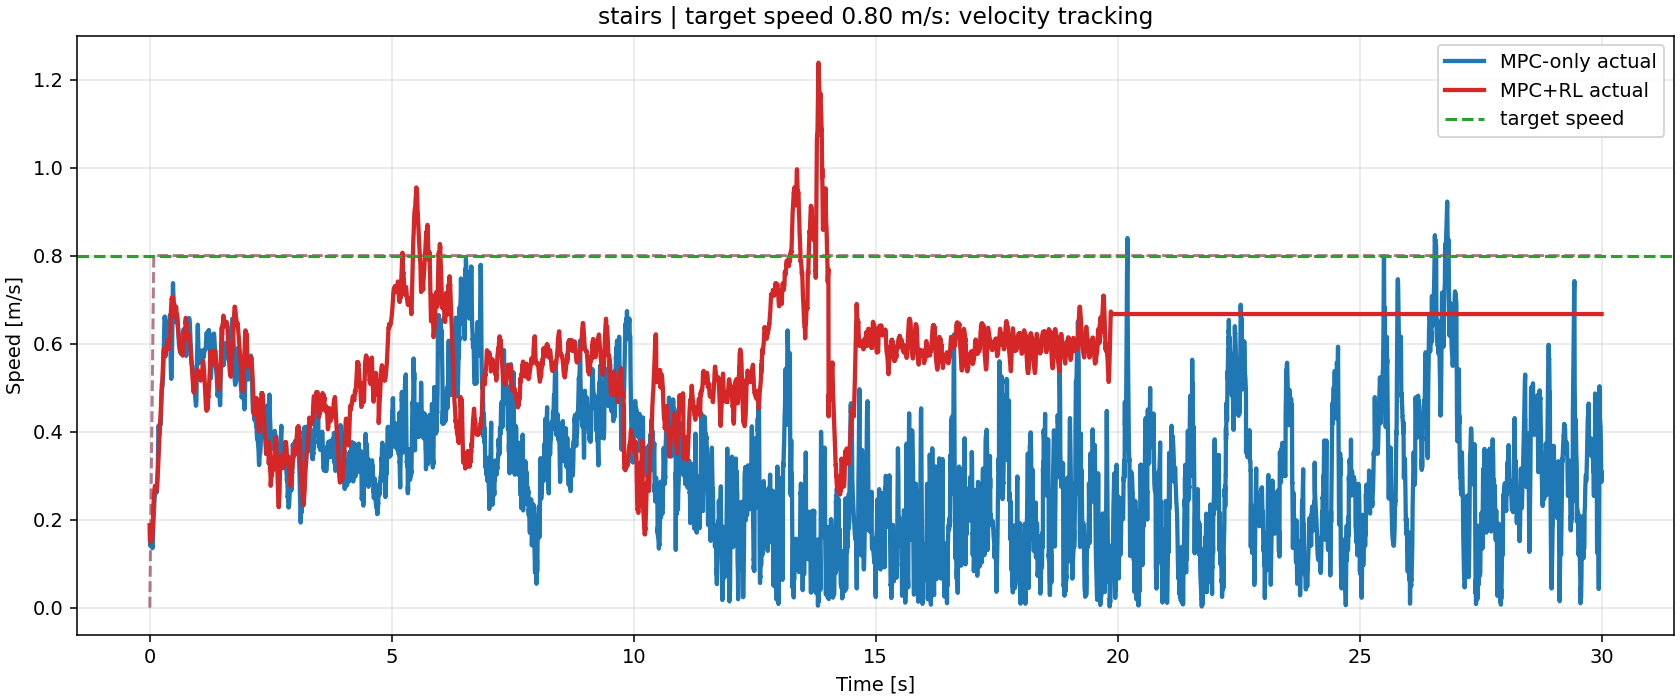 stairs | target speed 0.80 m/s: velocity tracking
MPC-only actual
MPC+RL actual
target speed
Speed [m/s]
1.2
1.0
0.8
0.6
0.4
0.2
0.0
0 5 10 15 20 25 30
Time [s]